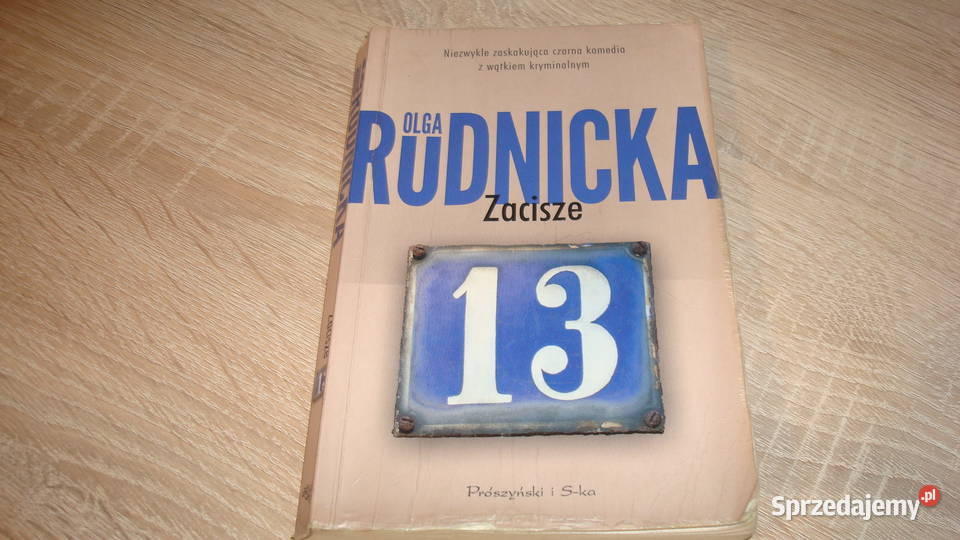 Niezwykle zaskakująca czarna komedia
z wątkiem kryminalnym
OLGA
RUDNICKA
Zacisze
13
Prószyński i S-ka
Sprzedajemy.pl